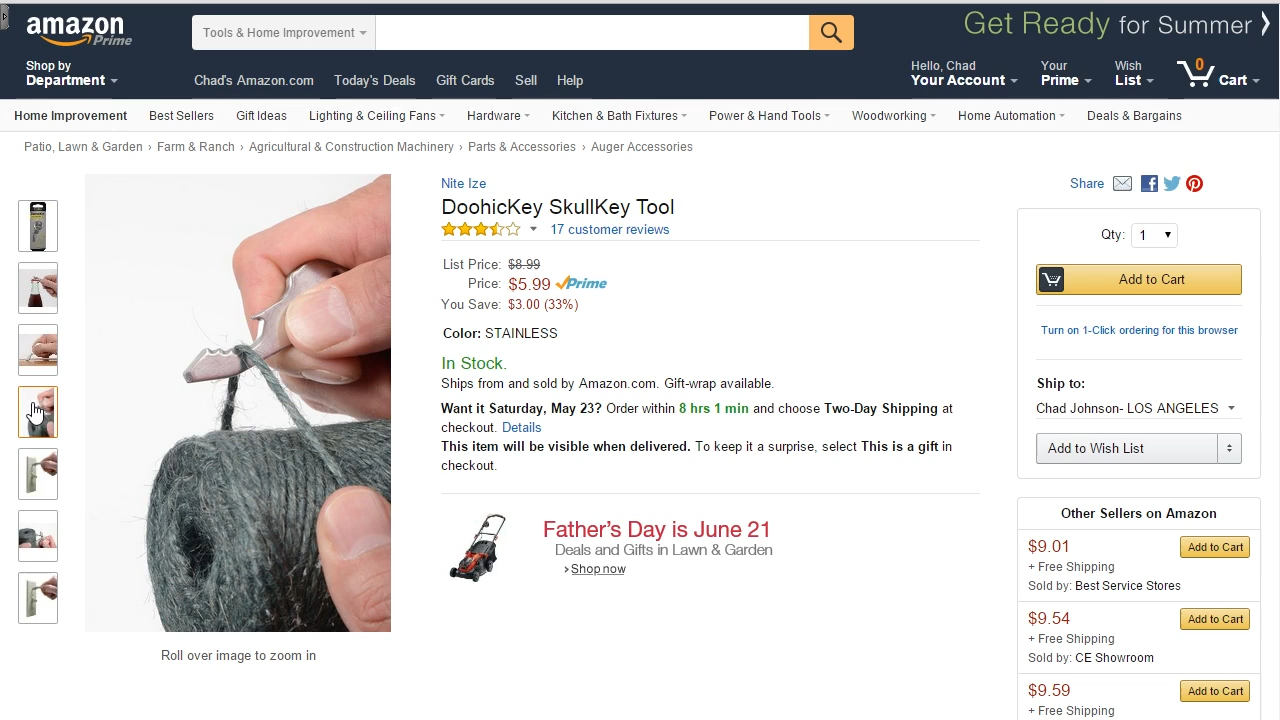 amazon
Prime
Tools & Home Improvement
Get Ready for Summer
Shop by
Department
Chad's Amazon.com Today's Deals Gift Cards Sell Help
Hello, Chad
Your Account
Your
Prime
Wish
List
0
Cart
Home Improvement Best Sellers Gift Ideas Lighting & Ceiling Fans Hardware Kitchen & Bath Fixtures Power & Hand Tools Woodworking Home Automation Deals & Bargains
Patio, Lawn & Garden › Farm & Ranch › Agricultural & Construction Machinery › Parts & Accessories › Auger Accessories
Roll over image to zoom in
Nite Ize
DoohicKey SkullKey Tool
17 customer reviews
List Price: $8.99
Price: $5.99 Prime
You Save: $3.00 (33%)
Color: STAINLESS
In Stock.
Ships from and sold by Amazon.com. Gift-wrap available.
Want it Saturday, May 23? Order within 8 hrs 1 min and choose Two-Day Shipping at
checkout. Details
This item will be visible when delivered. To keep it a surprise, select This is a gift in
checkout.
Father's Day is June 21
Deals and Gifts in Lawn & Garden
› Shop now
Share
Qty: 1
Add to Cart
Turn on 1-Click ordering for this browser
Ship to:
Chad Johnson- LOS ANGELES
Add to Wish List
Other Sellers on Amazon
$9.01 Add to Cart
+ Free Shipping
Sold by: Best Service Stores
$9.54 Add to Cart
+ Free Shipping
Sold by: CE Showroom
$9.59 Add to Cart
+ Free Shipping